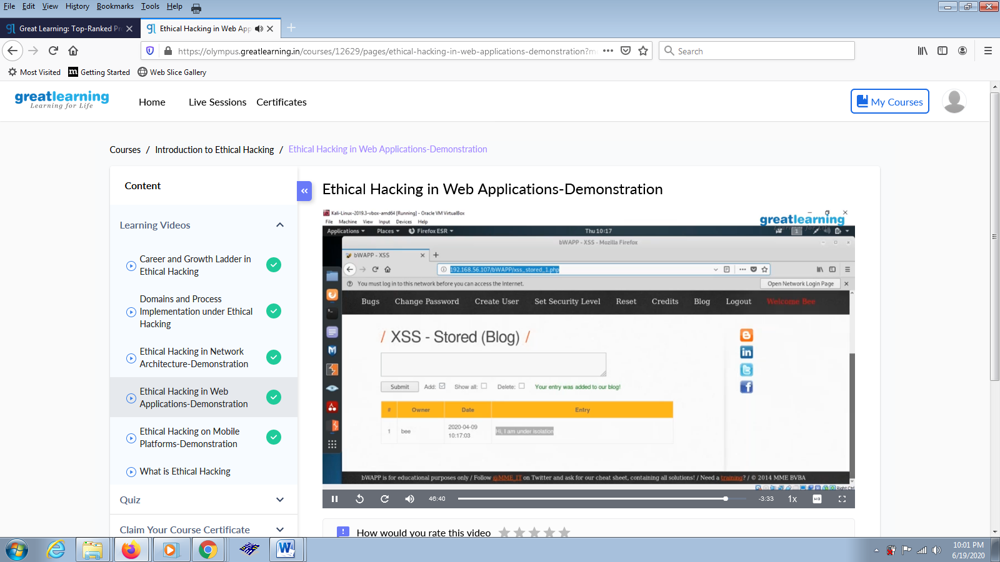 File Edit View History Bookmarks Tools Help
Great Learning: Top-Ranked Pr
Ethical Hacking in Web App
https://olympus.greatlearning.in/courses/12629/pages/ethical-hacking-in-web-applications-demonstration?m
Search
Most Visited Getting Started Web Slice Gallery
greatlearning
Learning for Life
Home Live Sessions Certificates
My Courses
Courses / Introduction to Ethical Hacking / Ethical Hacking in Web Applications-Demonstration
Content
Learning Videos
Career and Growth Ladder in
Ethical Hacking
Domains and Process
Implementation under Ethical
Hacking
Ethical Hacking in Network
Architecture-Demonstration
Ethical Hacking in Web
Applications-Demonstration
Ethical Hacking on Mobile
Platforms-Demonstration
What is Ethical Hacking
Quiz
Claim Your Course Certificate
Ethical Hacking in Web Applications-Demonstration
Kali-Linux-2019.3-vbox-amd64 [Running] - Oracle VM VirtualBox
File Machine View Input Devices Help
greatlearning
Applications Places Firefox ESR
Thu 10:17
1
bWAPP - XSS - Mozilla Firefox
bWAPP - XSS
192.168.56.107/bWAPP/xss_stored_1.php
You must log in to this network before you can access the Internet.
Open Network Login Page
Bugs Change Password Create User Set Security Level Reset Credits Blog Logout Welcome Bee
/ XSS - Stored (Blog) /
Submit Add: Show all: Delete: Your entry was added to our blog!
# Owner Date Entry
1 bee 2020-04-09 10:17:03 Hi, I am under isolation
bWAPP is for educational purposes only / Follow @MME_IT on Twitter and ask for our cheat sheet, containing all solutions! / Need a training? / © 2014 MME BVBA
Right Ctrl
46:40 -3:33 1x HD
How would you rate this video
10:01 PM
6/19/2020